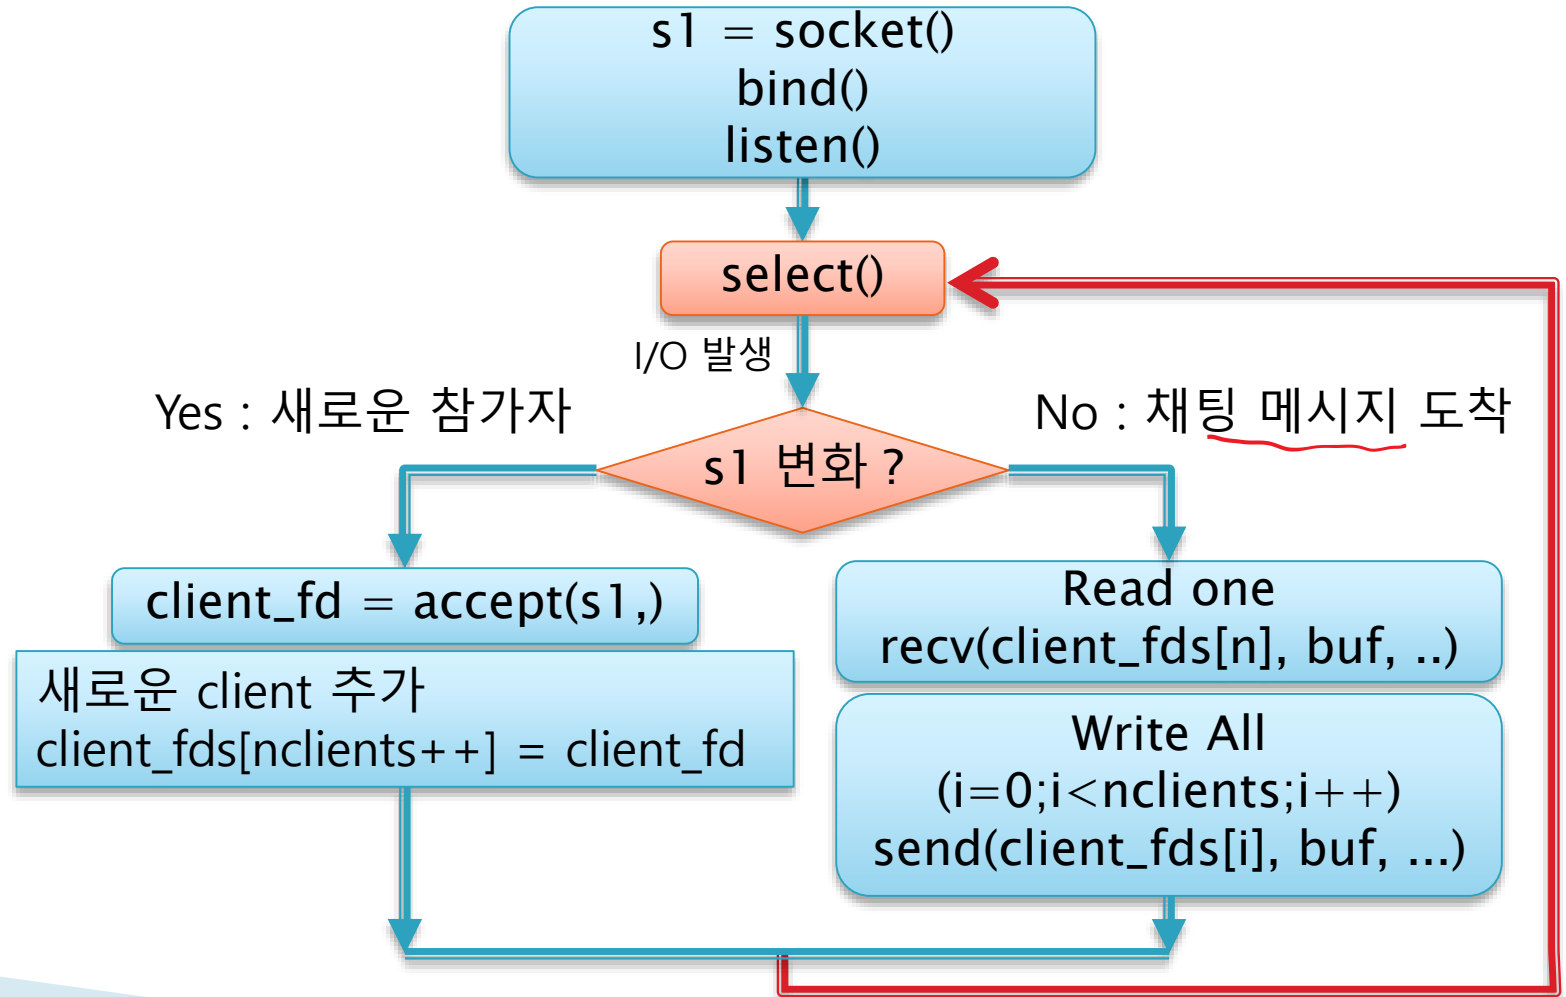 s1 = socket()
bind()
listen()
select()
I/O 발생
Yes : 새로운 참가자
No : 채팅 메시지 도착
s1 변화 ?
client_fd = accept(s1,)
새로운 client 추가
client_fds[nclients++] = client_fd
Read one
recv(client_fds[n], buf, ..)
Write All
(i=0;i<nclients;i++)
send(client_fds[i], buf, ...)